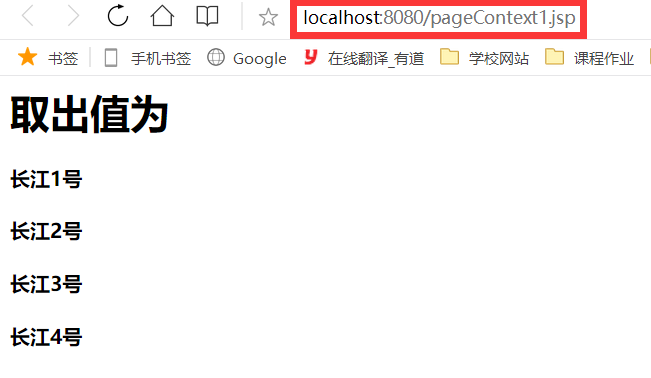 localhost:8080/pageContext1.jsp
书签 手机书签 Google y 在线翻译_有道 学校网站 课程作业
取出值为
长江1号
长江2号
长江3号
长江4号